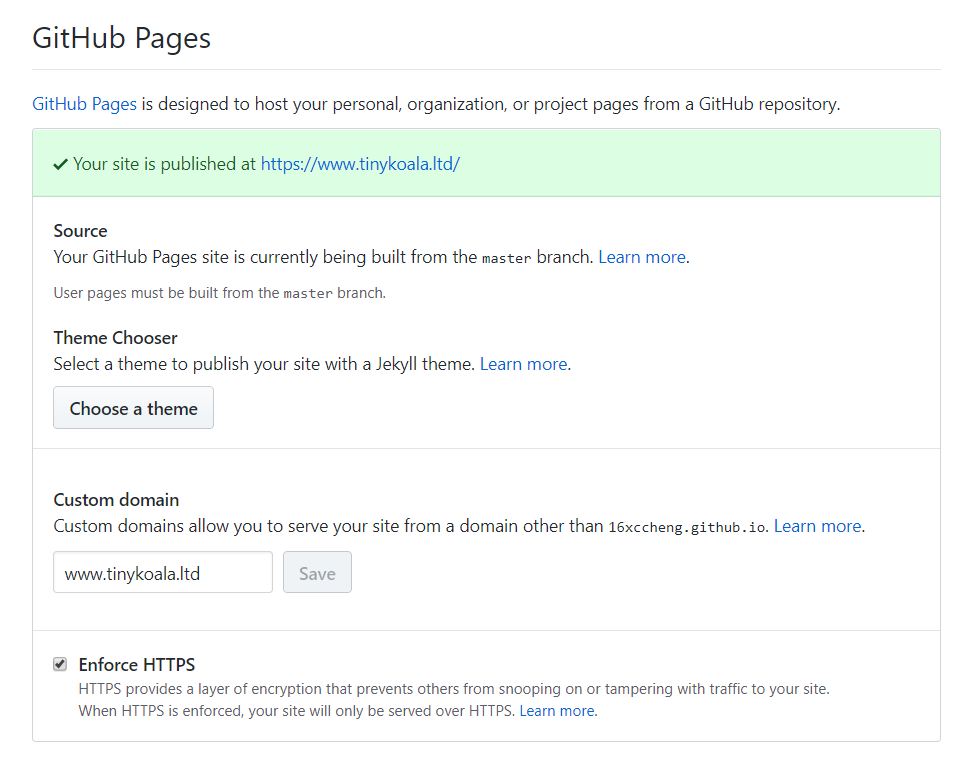 GitHub Pages
GitHub Pages is designed to host your personal, organization, or project pages from a GitHub repository.
Your site is published at https://www.tinykoala.ltd/
Source
Your GitHub Pages site is currently being built from the master branch. Learn more.
User pages must be built from the master branch.
Theme Chooser
Select a theme to publish your site with a Jekyll theme. Learn more.
Choose a theme
Custom domain
Custom domains allow you to serve your site from a domain other than 16xccheng.github.io. Learn more.
www.tinykoala.ltd Save
Enforce HTTPS
HTTPS provides a layer of encryption that prevents others from snooping on or tampering with traffic to your site.
When HTTPS is enforced, your site will only be served over HTTPS. Learn more.